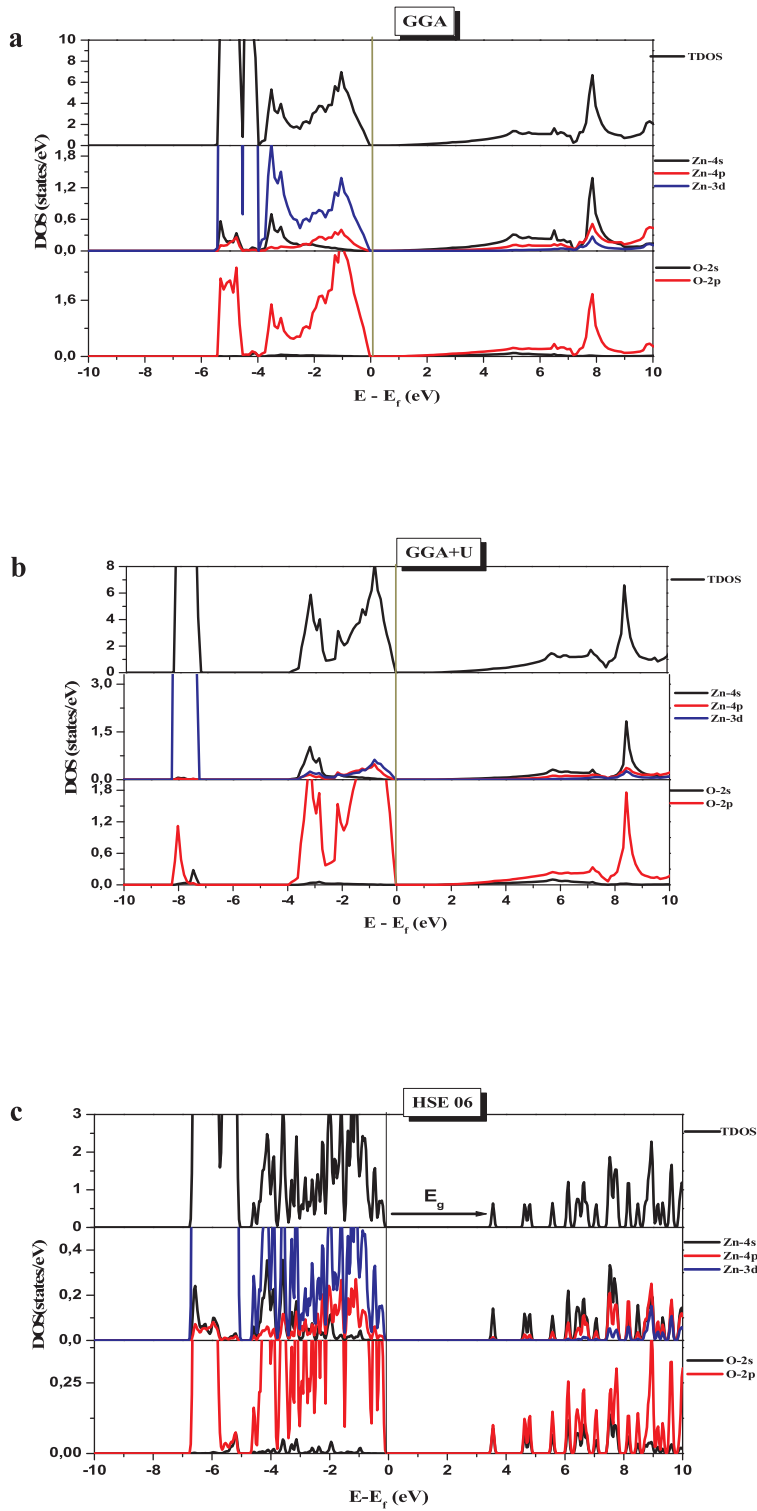 a
GGA
10
8
6
4
2
0
TDOS
1,8
1,2
0,6
0,0
Zn-4s
Zn-4p
Zn-3d
1,6
0,0
O-2s
O-2p
DOS (states/eV)
-10 -8 -6 -4 -2 0 2 4 6 8 10
E - Ef (eV)
b
GGA+U
8
6
4
2
0
TDOS
3,0
1,5
0,0
Zn-4s
Zn-4p
Zn-3d
1,8
1,2
0,6
0,0
O-2s
O-2p
DOS (states/eV)
-10 -8 -6 -4 -2 0 2 4 6 8 10
E - Ef (eV)
c
HSE 06
3
2
1
0
TDOS
Eg
0,4
0,2
0,0
Zn-4s
Zn-4p
Zn-3d
0,25
0,00
O-2s
O-2p
DOS(states/eV)
-10 -8 -6 -4 -2 0 2 4 6 8 10
E-Ef (eV)